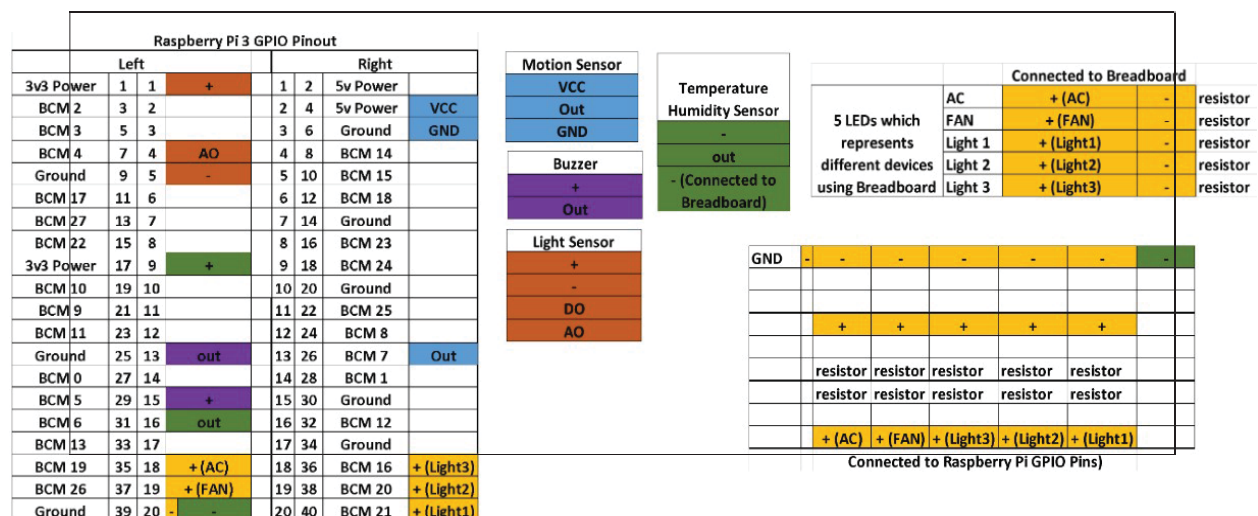 Raspberry Pi 3 GPIO Pinout
Left Right
3v3 Power 1 1 + 1 2 5v Power
BCM 2 3 2 2 4 5v Power VCC
BCM 3 5 3 3 6 Ground GND
BCM 4 7 4 AO 4 8 BCM 14
Ground 9 5 - 5 10 BCM 15
BCM 17 11 6 6 12 BCM 18
BCM 27 13 7 7 14 Ground
BCM 22 15 8 8 16 BCM 23
3v3 Power 17 9 + 9 18 BCM 24
BCM 10 19 10 10 20 Ground
BCM 9 21 11 11 22 BCM 25
BCM 11 23 12 12 24 BCM 8
Ground 25 13 out 13 26 BCM 7 Out
BCM 0 27 14 14 28 BCM 1
BCM 5 29 15 + 15 30 Ground
BCM 6 31 16 out 16 32 BCM 12
BCM 13 33 17 17 34 Ground
BCM 19 35 18 + (AC) 18 36 BCM 16 + (Light3)
BCM 26 37 19 + (FAN) 19 38 BCM 20 + (Light2)
Ground 39 20 - - 20 40 BCM 21 + (Light1)
Motion Sensor
VCC
Out
GND
Buzzer
+
Out
Light Sensor
+
-
DO
AO
Temperature
Humidity Sensor
-
out
- (Connected to
Breadboard)
Connected to Breadboard
5 LEDs which
represents
different devices
using Breadboard
AC + (AC) - resistor
FAN + (FAN) - resistor
Light 1 + (Light1) - resistor
Light 2 + (Light2) - resistor
Light 3 + (Light3) - resistor
GND - - - - - - -
+ + + + +
resistor resistor resistor resistor resistor
resistor resistor resistor resistor resistor
+ (AC) + (FAN) + (Light3) + (Light2) + (Light1)
Connected to Raspberry Pi GPIO Pins)